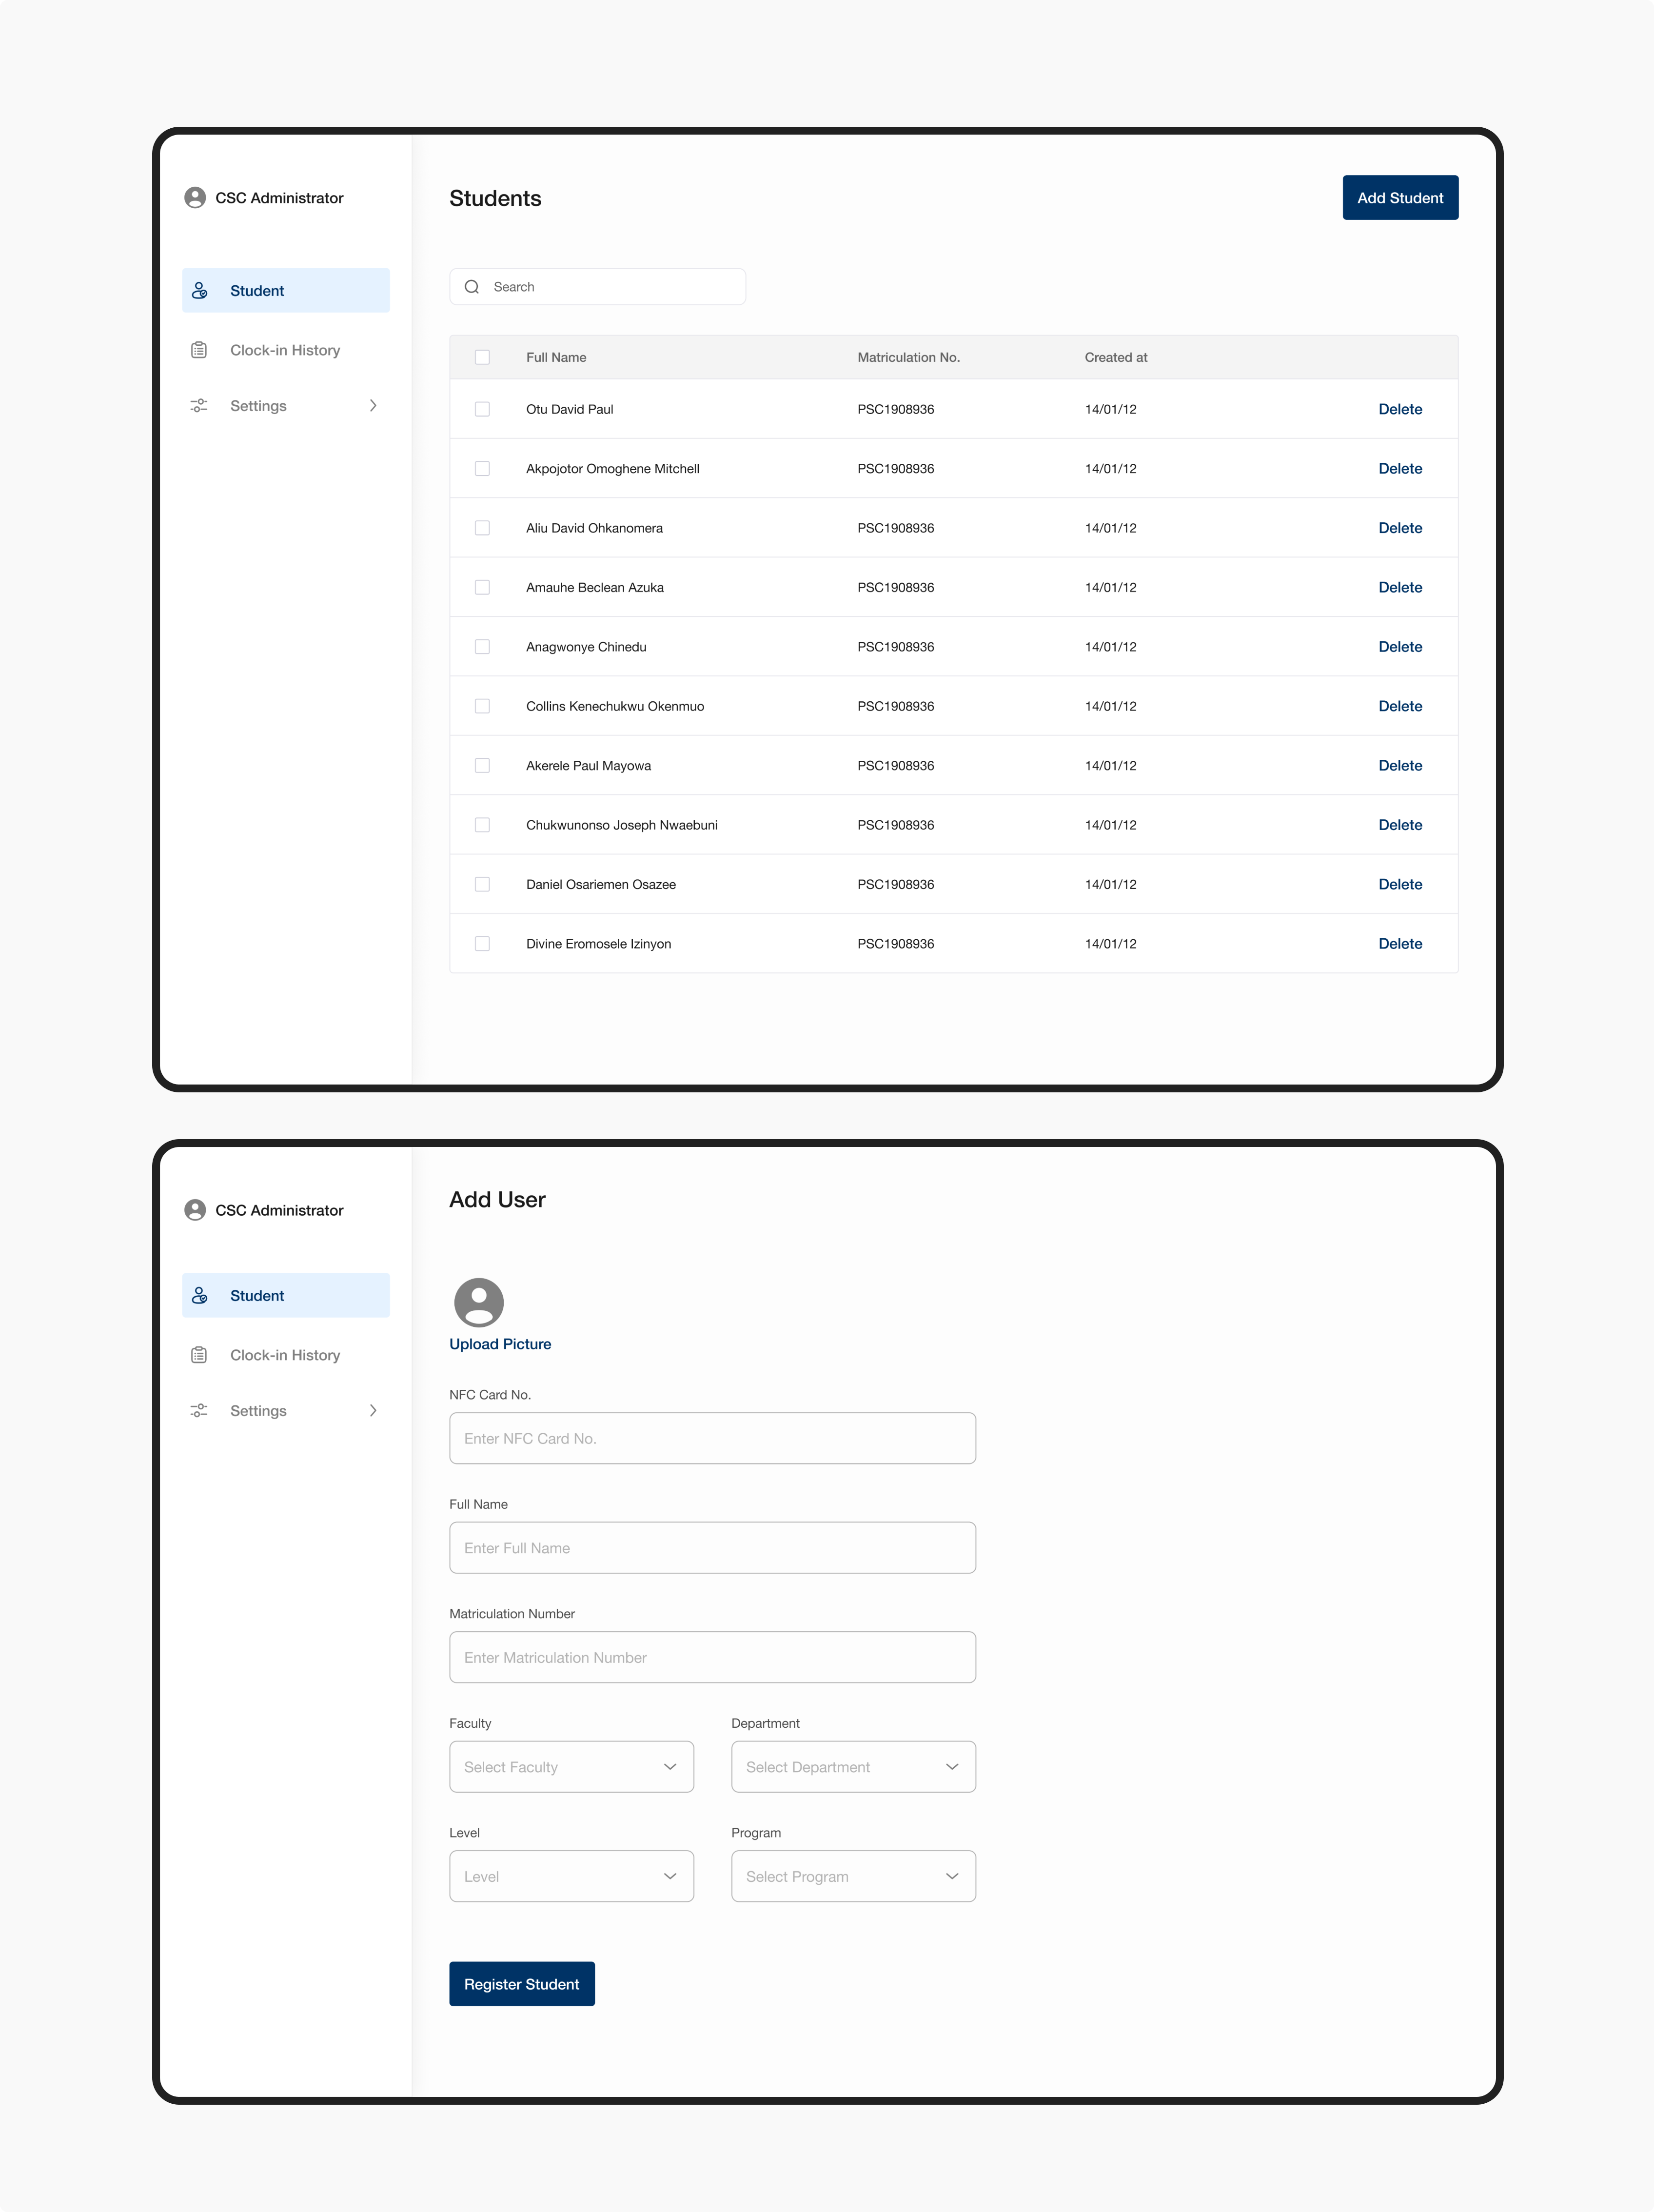 CSC Administrator
Student
Clock-in History
Settings
Students
Add Student
Search
Full Name Matriculation No. Created at
Otu David Paul PSC1908936 14/01/12 Delete
Akpojotor Omoghene Mitchell PSC1908936 14/01/12 Delete
Aliu David Ohkanomera PSC1908936 14/01/12 Delete
Amauhe Beclean Azuka PSC1908936 14/01/12 Delete
Anagwonye Chinedu PSC1908936 14/01/12 Delete
Collins Kenechukwu Okenmuo PSC1908936 14/01/12 Delete
Akerele Paul Mayowa PSC1908936 14/01/12 Delete
Chukwunonso Joseph Nwaebuni PSC1908936 14/01/12 Delete
Daniel Osariemen Osazee PSC1908936 14/01/12 Delete
Divine Eromosele Izinyon PSC1908936 14/01/12 Delete
CSC Administrator
Student
Clock-in History
Settings
Add User
Upload Picture
NFC Card No.
Enter NFC Card No.
Full Name
Enter Full Name
Matriculation Number
Enter Matriculation Number
Faculty Department
Select Faculty Select Department
Level Program
Level Select Program
Register Student